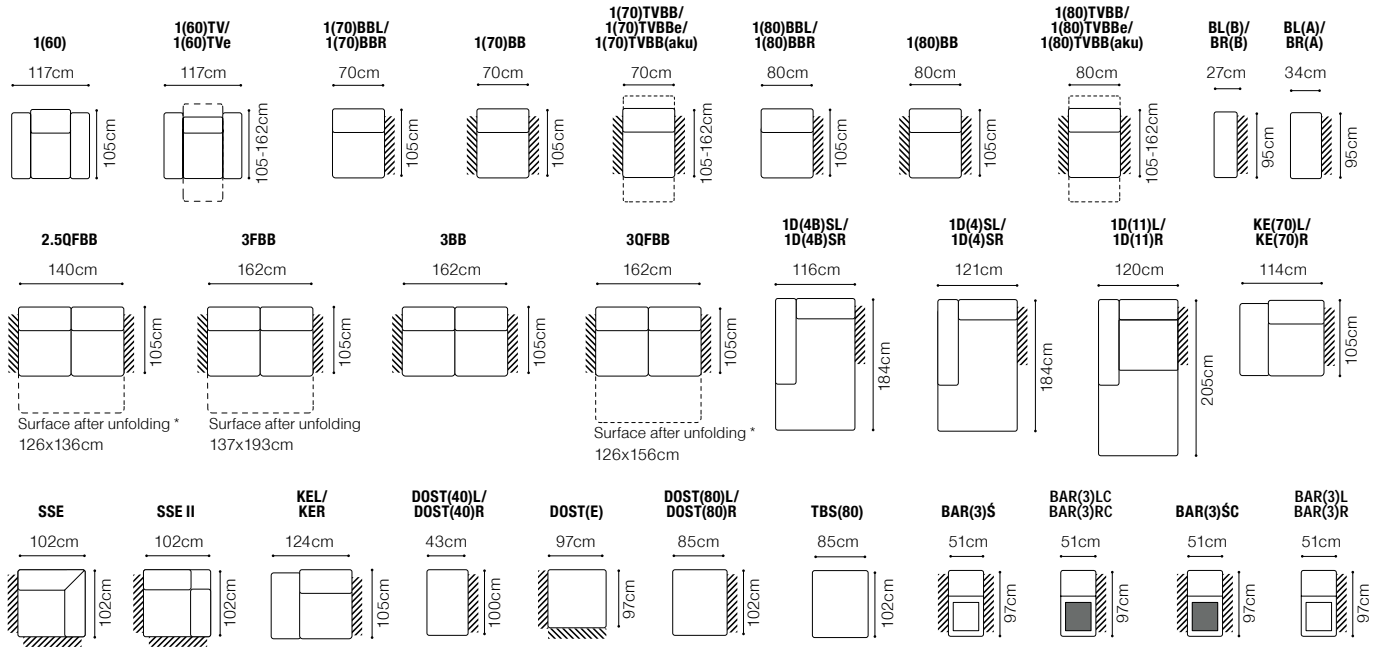 1(60)
117cm
105cm
1(60)TV/
1(60)TVe
117cm
105-162cm
1(70)BBL/
1(70)BBR
70cm
105cm
1(70)BB
70cm
105cm
1(70)TVBB/
1(70)TVBBe/
1(70)TVBB(aku)
70cm
105-162cm
1(80)BBL/
1(80)BBR
80cm
105cm
1(80)BB
80cm
105cm
1(80)TVBB/
1(80)TVBBe/
1(80)TVBB(aku)
80cm
105-162cm
BL(B)/
BR(B)
27cm
95cm
BL(A)/
BR(A)
34cm
95cm
2.5QFBB
140cm
105cm
Surface after unfolding *
126x136cm
3FBB
162cm
105cm
Surface after unfolding
137x193cm
3BB
162cm
105cm
3QFBB
162cm
105cm
Surface after unfolding *
126x156cm
1D(4B)SL/
1D(4B)SR
116cm
184cm
1D(4)SL/
1D(4)SR
121cm
184cm
1D(11)L/
1D(11)R
120cm
205cm
KE(70)L/
KE(70)R
114cm
105cm
SSE
102cm
102cm
SSE II
102cm
102cm
KEL/
KER
124cm
105cm
DOST(40)L/
DOST(40)R
43cm
100cm
DOST(E)
97cm
97cm
DOST(80)L/
DOST(80)R
85cm
102cm
TBS(80)
85cm
102cm
BAR(3)Ś
51cm
97cm
BAR(3)LC
BAR(3)RC
51cm
97cm
BAR(3)ŚC
51cm
97cm
BAR(3)L
BAR(3)R
51cm
97cm